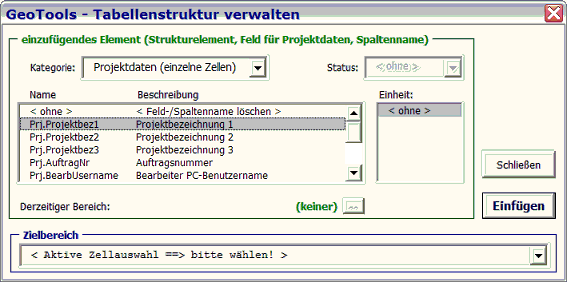 GeoTools - Tabellenstruktur verwalten
einzufügendes Element (Strukturelement, Feld für Projektdaten, Spaltenname)
Kategorie: Projektdaten (einzelne Zellen) Status: < ohne >
Name Beschreibung Einheit:
< ohne > < Feld-/Spaltenname löschen > < ohne >
Prj.Projektbez1 Projektbezeichnung 1
Prj.Projektbez2 Projektbezeichnung 2
Prj.Projektbez3 Projektbezeichnung 3
Prj.AuftragNr Auftragsnummer
Prj.BearbUsername Bearbeiter PC-Benutzername
Schließen
Derzeitiger Bereich: (keiner) ... Einfügen
Zielbereich
< Aktive Zellauswahl ==> bitte wählen! >